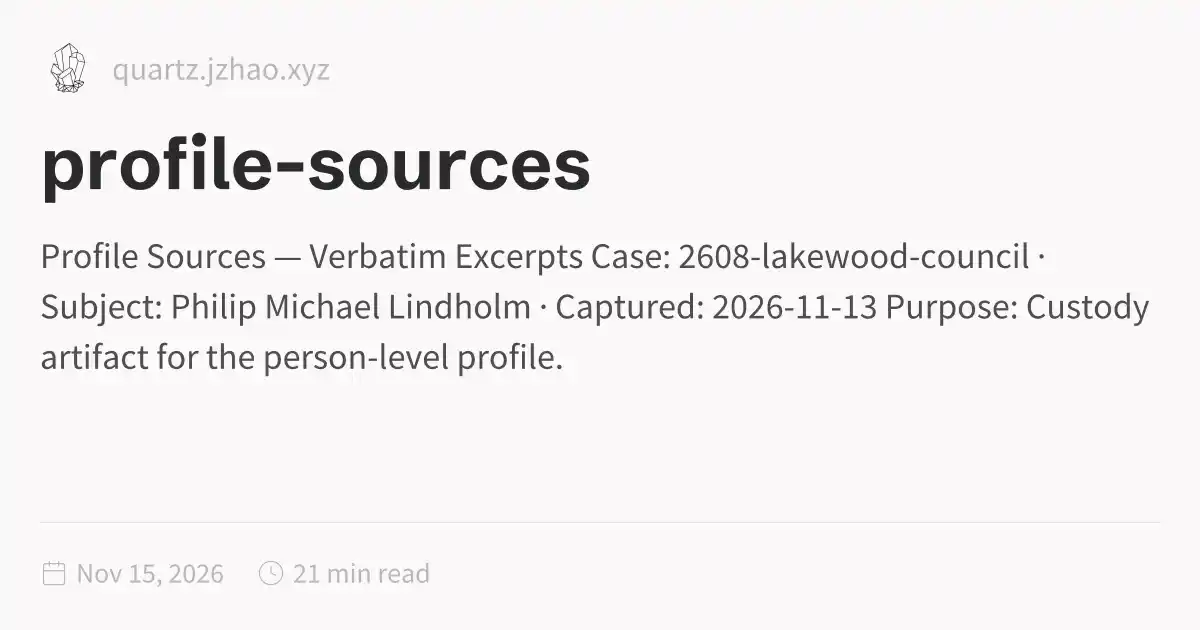 quartz.jzhao.xyz
profile-sources
Profile Sources — Verbatim Excerpts Case: 2608-lakewood-council ·
Subject: Philip Michael Lindholm · Captured: 2026-11-13 Purpose: Custody
artifact for the person-level profile.
Nov 15, 2026 21 min read